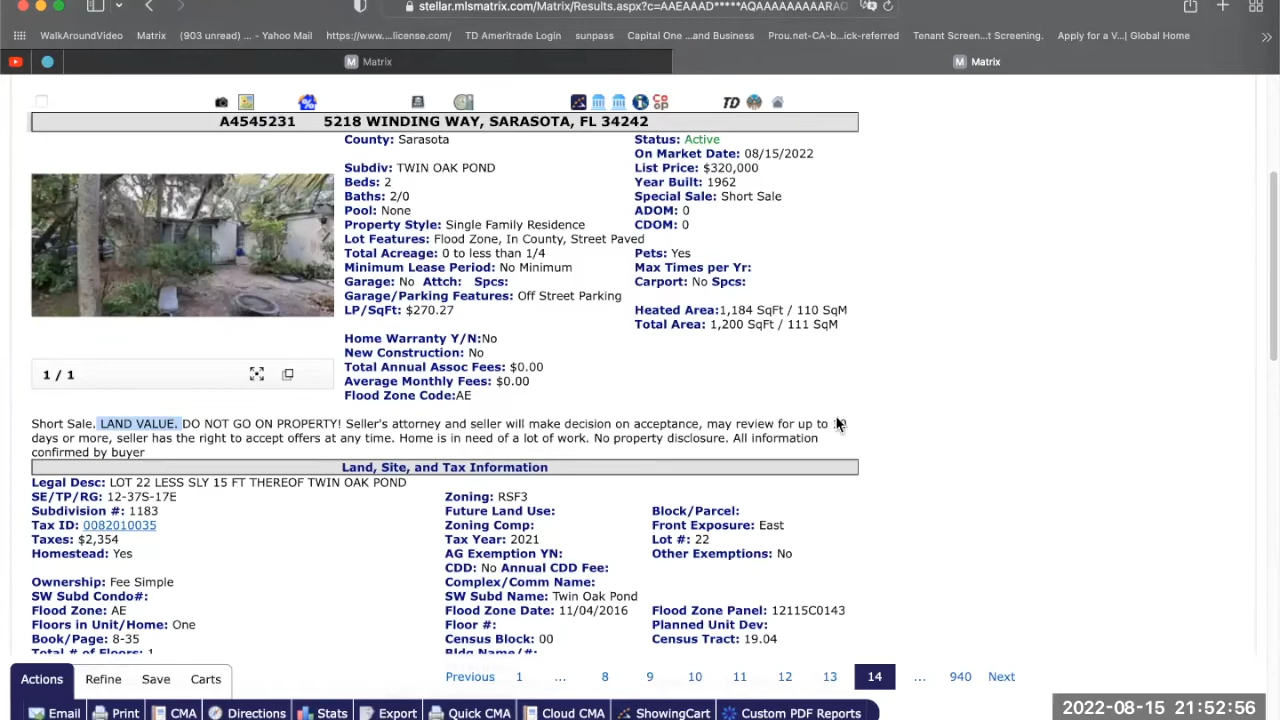 stellar.mlsmatrix.com/Matrix/Results.aspx?c=AAEAAAD*****AQAAAAAAAAARAG
WalkAroundVideo Matrix (903 unread) ... - Yahoo Mail https://www....license.com/ TD Ameritrade Login sunpass Capital One ...and Business Prou.net-CA-b...ick-referred Tenant Screen...t Screening. Apply for a V...| Global Home
M Matrix M Matrix
Co op TD
A4545231 5218 WINDING WAY, SARASOTA, FL 34242
County: Sarasota Status: Active
On Market Date: 08/15/2022
Subdiv: TWIN OAK POND List Price: $320,000
Beds: 2 Year Built: 1962
Baths: 2/0 Special Sale: Short Sale
Pool: None ADOM: 0
Property Style: Single Family Residence CDOM: 0
Lot Features: Flood Zone, In County, Street Paved
Total Acreage: 0 to less than 1/4 Pets: Yes
Minimum Lease Period: No Minimum Max Times per Yr:
Garage: No Attch: Spcs: Carport: No Spcs:
Garage/Parking Features: Off Street Parking
LP/SqFt: $270.27 Heated Area:1,184 SqFt / 110 SqM
Total Area: 1,200 SqFt / 111 SqM
Home Warranty Y/N:No
New Construction: No
Total Annual Assoc Fees: $0.00
1 / 1
Average Monthly Fees: $0.00
Flood Zone Code:AE
Short Sale. LAND VALUE. DO NOT GO ON PROPERTY! Seller's attorney and seller will make decision on acceptance, may review for up to
days or more, seller has the right to accept offers at any time. Home is in need of a lot of work. No property disclosure. All information
confirmed by buyer
Land, Site, and Tax Information
Legal Desc: LOT 22 LESS SLY 15 FT THEREOF TWIN OAK POND
SE/TP/RG: 12-37S-17E Zoning: RSF3
Subdivision #: 1183 Future Land Use: Block/Parcel:
Tax ID: 0082010035 Zoning Comp: Front Exposure: East
Taxes: $2,354 Tax Year: 2021 Lot #: 22
Homestead: Yes AG Exemption YN: Other Exemptions: No
CDD: No Annual CDD Fee:
Ownership: Fee Simple Complex/Comm Name:
SW Subd Condo#: SW Subd Name: Twin Oak Pond
Flood Zone: AE Flood Zone Date: 11/04/2016 Flood Zone Panel: 12115C0143
Floors in Unit/Home: One Floor #: Planned Unit Dev:
Book/Page: 8-35 Census Block: 00 Census Tract: 19.04
Total # of Floors: 1 Bldg Name/#:
Actions Refine Save Carts Previous 1 ... 8 9 10 11 12 13 14 ... 940 Next
Email Print CMA Directions Stats Export Quick CMA Cloud CMA ShowingCart Custom PDF Reports
2022-08-15 21:52:56